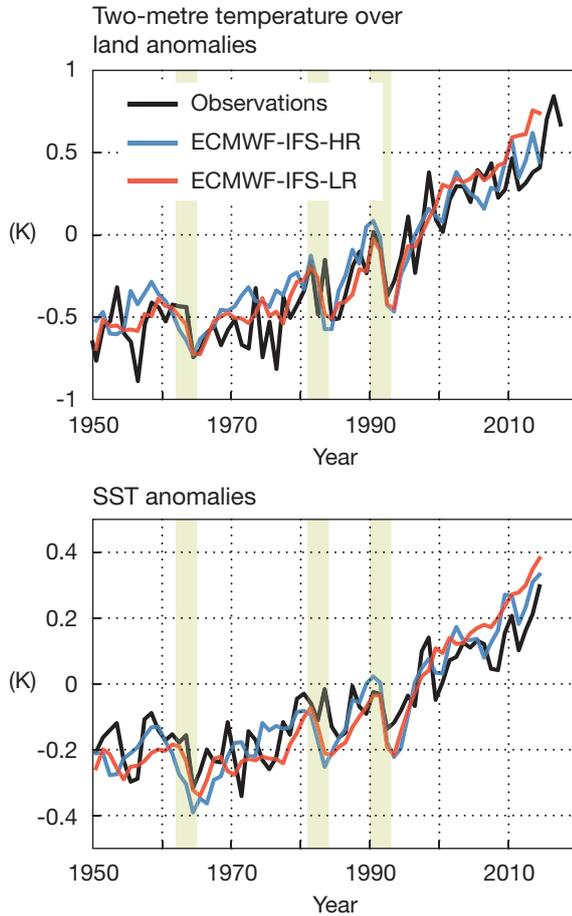 Two-metre temperature over
land anomalies
1
Observations
ECMWF-IFS-HR
0.5
ECMWF-IFS-LR
(K)
0
-0.5
-1
1950
1970
1990
2010
Year
SST anomalies
0.4
0.2
(K)
0
-0.2
-0.4
1950
1970
1990
2010
Year